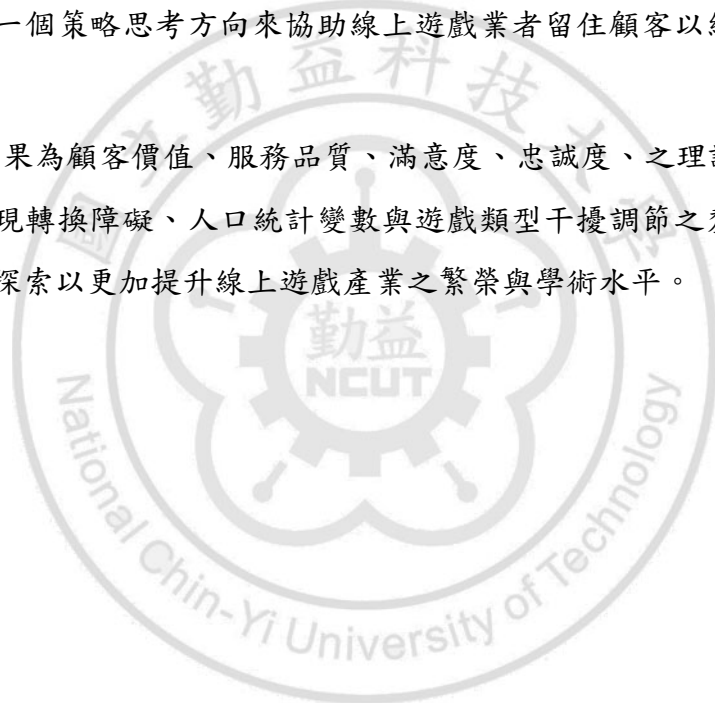 一個策略思考方向來協助線上遊戲業者留住顧客以
果為顧客價值、服務品質、滿意度、忠誠度、之理
現轉換障礙、人口統計變數與遊戲類型干擾調節之
探索以更加提升線上遊戲產業之繁榮與學術水平。
國立勤益科技大學
勤益
NCUT
National Chin-Yi University of Technology